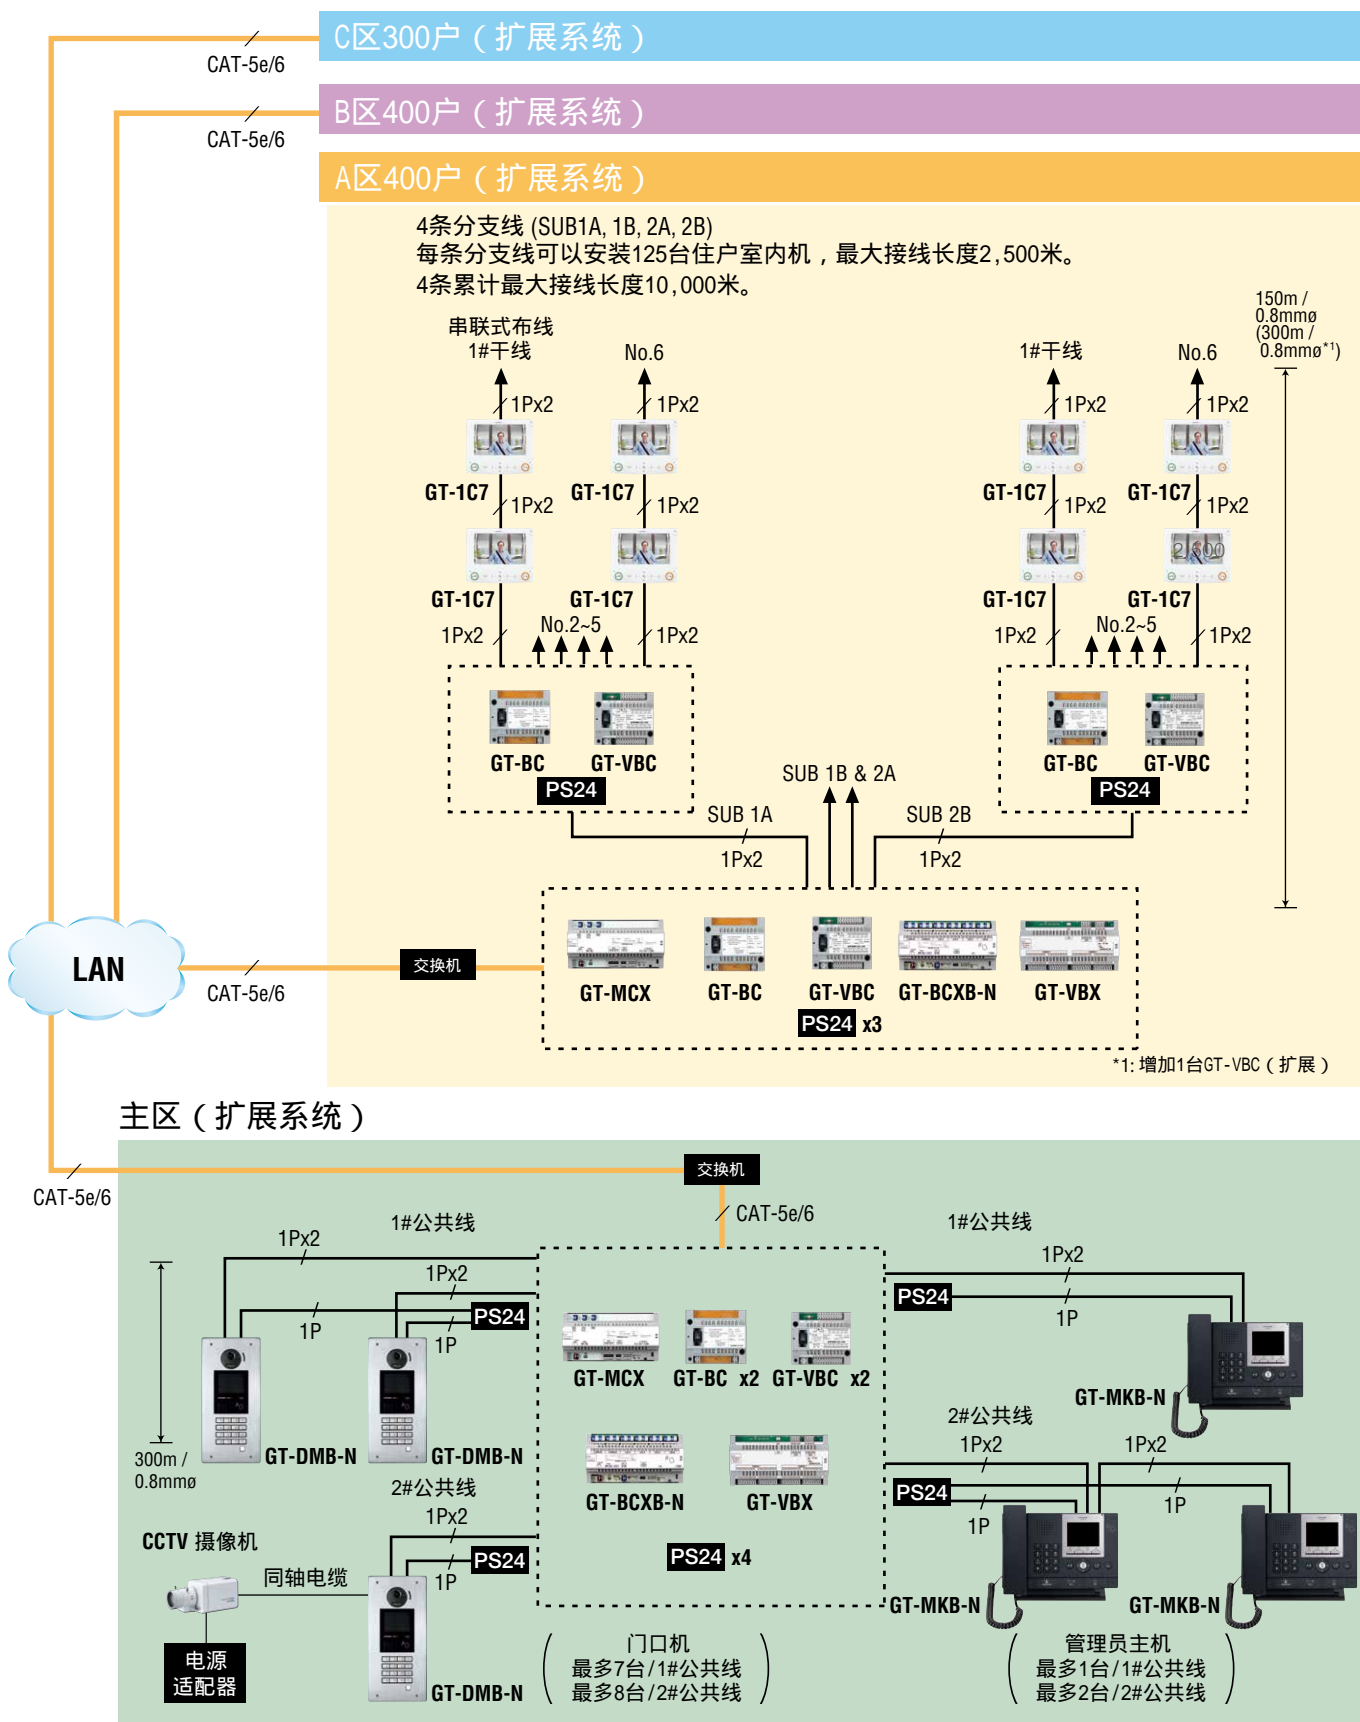 C区300户（扩展系统）
CAT-5e/6
B区400户（扩展系统）
CAT-5e/6
A区400户（扩展系统）
4条分支线 (SUB1A, 1B, 2A, 2B)
每条分支线可以安装125台住户室内机，最大接线长度2,500米。
4条累计最大接线长度10,000米。
150m /
0.8mmø
(300m /
0.8mmø*1)
串联式布线
1#干线
No.6
1#干线
No.6
1Px2
1Px2
1Px2
1Px2
GT-1C7
GT-1C7
GT-1C7
GT-1C7
1Px2
1Px2
1Px2
1Px2
2,500
GT-1C7
GT-1C7
GT-1C7
GT-1C7
1Px2
No.2~5
1Px2
1Px2
No.2~5
1Px2
GT-BC
GT-VBC
GT-BC
GT-VBC
PS24
PS24
SUB 1B & 2A
SUB 1A
SUB 2B
1Px2
1Px2
LAN
CAT-5e/6
交换机
GT-MCX
GT-BC
GT-VBC
GT-BCXB-N
GT-VBX
PS24 x3
*1: 增加1台GT-VBC（扩展）
主区（扩展系统）
CAT-5e/6
交换机
CAT-5e/6
1#公共线
1Px2
1Px2
1P
1P
PS24
1#公共线
1Px2
PS24
1P
GT-MCX
GT-BC x2
GT-VBC x2
GT-MKB-N
300m /
0.8mmø
GT-DMB-N
GT-DMB-N
2#公共线
1Px2
1P
PS24
2#公共线
1Px2
1Px2
PS24
1P
1P
GT-BCXB-N
GT-VBX
PS24 x4
CCTV 摄像机
同轴电缆
电源
适配器
GT-DMB-N
GT-MKB-N
GT-MKB-N
门口机
最多7台/1#公共线
最多8台/2#公共线
管理员主机
最多1台/1#公共线
最多2台/2#公共线